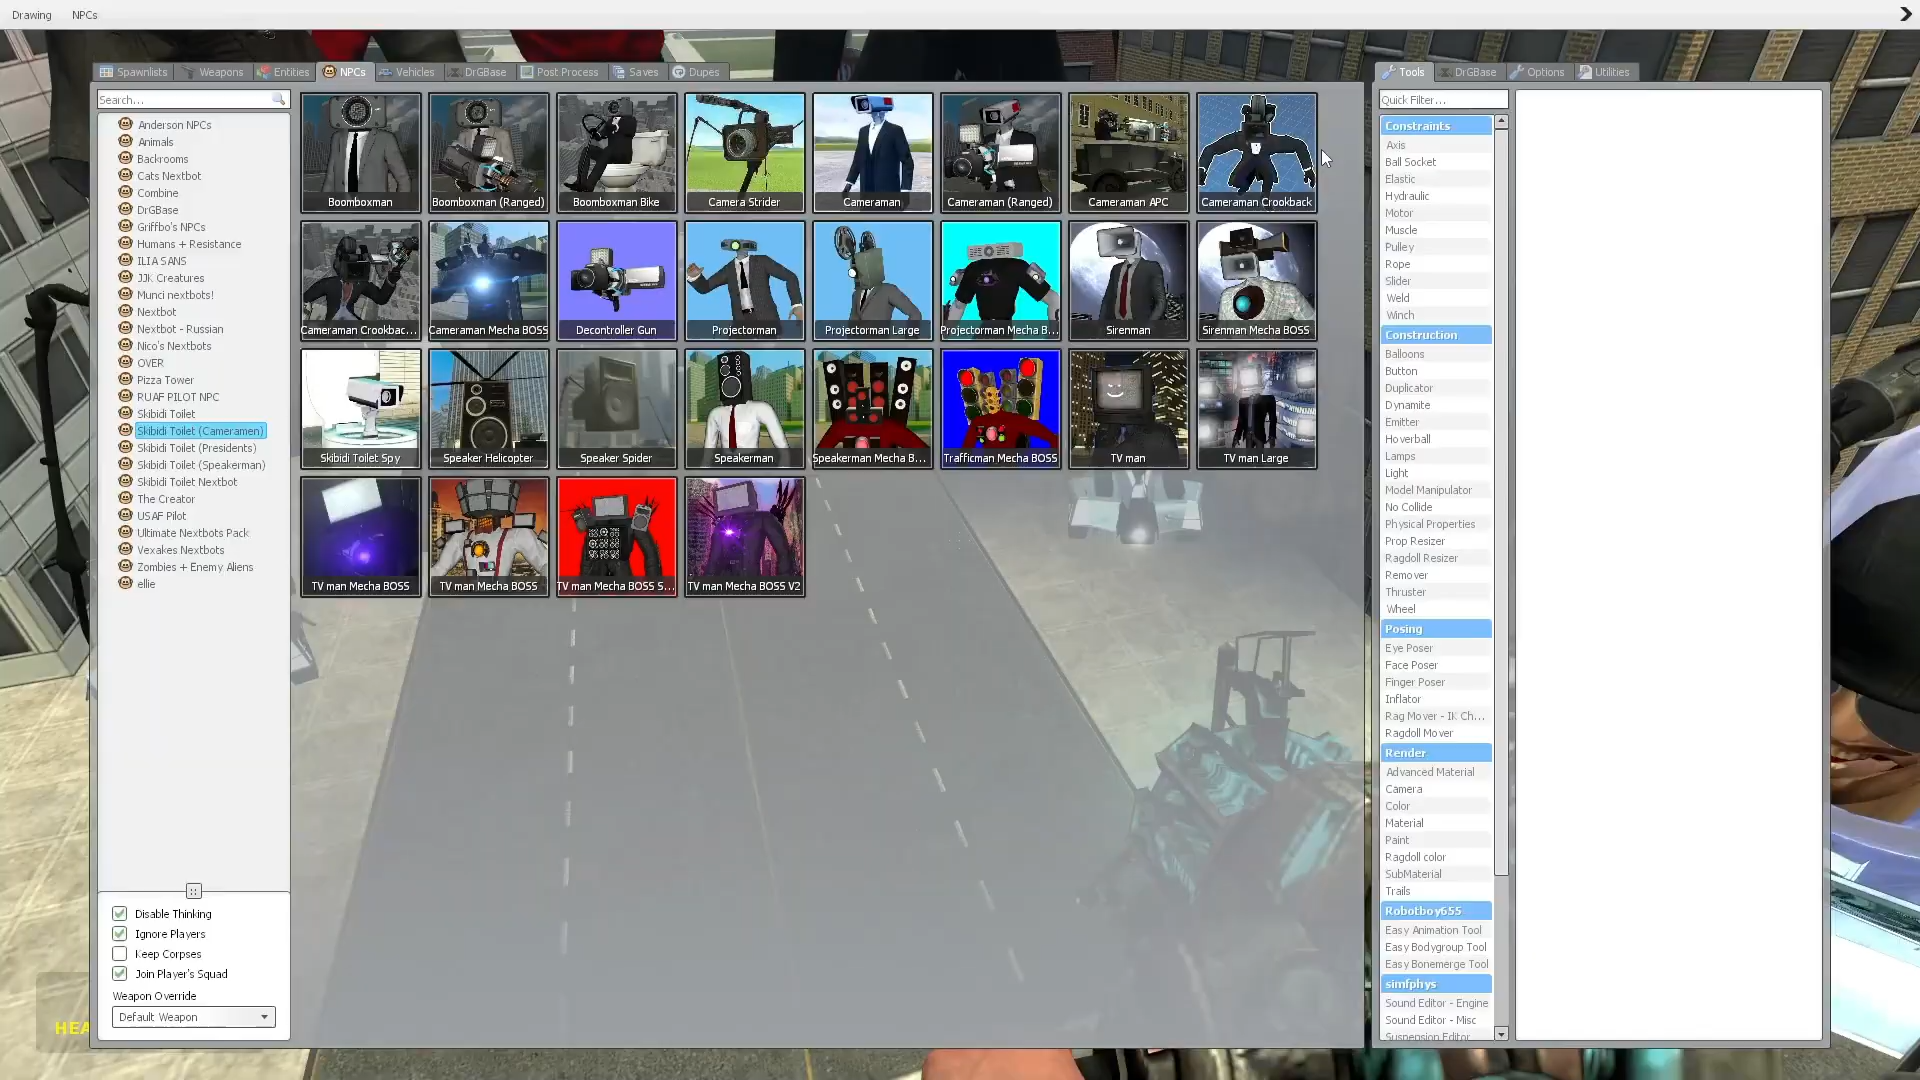 Drawing NPCs
Spawnlists Weapons Entities NPCs Vehicles DrGBase Post Process Saves Dupes
Tools DrGBase Options Utilities
Search...
Anderson NPCs
Animals
Backrooms
Cats Nextbot
Combine
DrGBase
Griffbo's NPCs
Humans + Resistance
ILIA SANS
JJK Creatures
Munci nextbots!
Nextbot
Nextbot - Russian
Nico's Nextbots
OVER
Pizza Tower
RUAF PILOT NPC
Skibidi Toilet
Skibidi Toilet (Cameramen)
Skibidi Toilet (Presidents)
Skibidi Toilet (Speakerman)
Skibidi Toilet Nextbot
The Creator
USAF Pilot
Ultimate Nextbots Pack
Vexakes Nextbots
Zombies + Enemy Aliens
ellie
Disable Thinking
Ignore Players
Keep Corpses
Join Player's Squad
Weapon Override
Default Weapon
HEA
Boomboxman Boomboxman (Ranged) Boomboxman Bike Camera Strider Cameraman Cameraman (Ranged) Cameraman APC Cameraman Crookback
Cameraman Crookbac... Cameraman Mecha BOSS Decontroller Gun Projectorman Projectorman Large Projectorman Mecha B... Sirenman Sirenman Mecha BOSS
Skibidi Toilet Spy Speaker Helicopter Speaker Spider Speakerman Speakerman Mecha B... Trafficman Mecha BOSS TV man TV man Large
TV man Mecha BOSS TV man Mecha BOSS TV man Mecha BOSS S... TV man Mecha BOSS V2
Quick Filter...
Constraints
Axis
Ball Socket
Elastic
Hydraulic
Motor
Muscle
Pulley
Rope
Slider
Weld
Winch
Construction
Balloons
Button
Duplicator
Dynamite
Emitter
Hoverball
Lamps
Light
Model Manipulator
No Collide
Physical Properties
Prop Resizer
Ragdoll Resizer
Remover
Thruster
Wheel
Posing
Eye Poser
Face Poser
Finger Poser
Inflator
Rag Mover - IK Ch...
Ragdoll Mover
Render
Advanced Material
Camera
Color
Material
Paint
Ragdoll color
SubMaterial
Trails
Robotboy655
Easy Animation Tool
Easy Bodygroup Tool
Easy Bonemerge Tool
simfphys
Sound Editor - Engine
Sound Editor - Misc
Suspension Editor